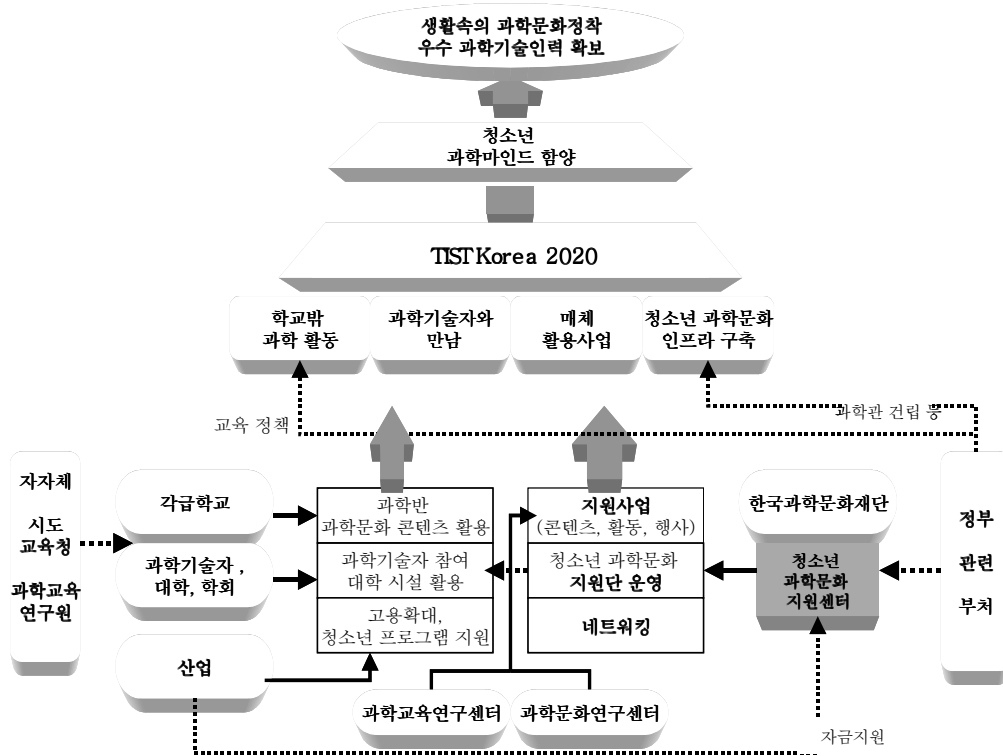 생활속의 과학문화정착
우수 과학기술인력 확보
청소년
과학마인드 함양
TIST Korea 2020
학교밖
과학 활동
과학기술자와
만남
매체
활용사업
청소년 과학문화
인프라 구축
교육 정책
과학관 건립 등
자자체
시도
교육청
과학교육
연구원
각급학교
과학기술자 ,
대학, 학회
산업
과학반
과학문화 콘텐츠 활용
과학기술자 참여
대학 시설 활용
고용확대,
청소년 프로그램 지원
지원사업
(콘텐츠, 활동, 행사)
청소년 과학문화
지원단 운영
네트워킹
한국과학문화재단
청소년
과학문화
지원센터
정부
관련
부처
과학교육연구센터
과학문화연구센터
자금지원